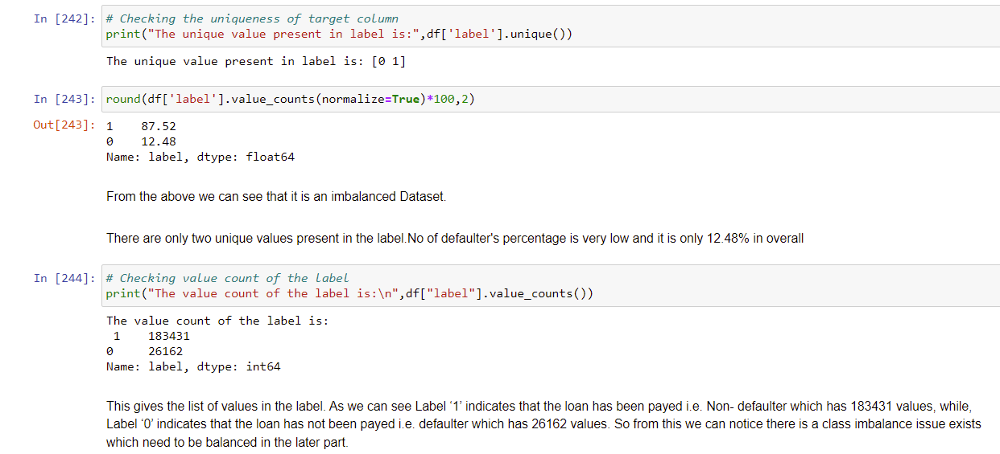 In [242]: # Checking the uniqueness of target column
print("The unique value present in label is:",df['label'].unique())
The unique value present in label is: [0 1]
In [243]: round(df['label'].value_counts(normalize=True)*100,2)
Out[243]: 1    87.52
0    12.48
Name: label, dtype: float64
From the above we can see that it is an imbalanced Dataset.
There are only two unique values present in the label.No of defaulter's percentage is very low and it is only 12.48% in overall
In [244]: # Checking value count of the label
print("The value count of the label is:\n",df["label"].value_counts())
The value count of the label is:
 1    183431
0     26162
Name: label, dtype: int64
This gives the list of values in the label. As we can see Label ‘1’ indicates that the loan has been payed i.e. Non- defaulter which has 183431 values, while,
Label ‘0’ indicates that the loan has not been payed i.e. defaulter which has 26162 values. So from this we can notice there is a class imbalance issue exists
which need to be balanced in the later part.